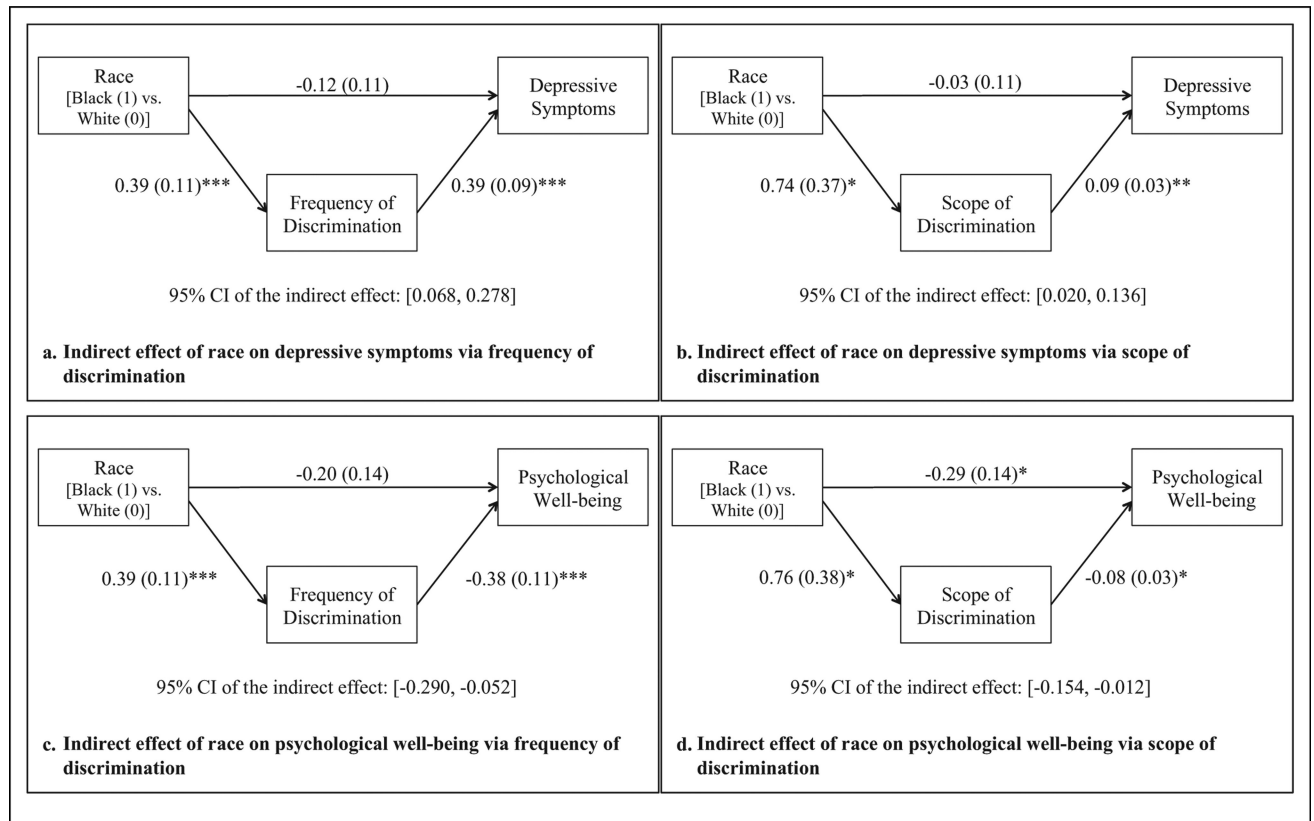 Race
[Black (1) vs.
White (0)]
-0.12 (0.11)
Depressive
Symptoms
0.39 (0.11)***
Frequency of
Discrimination
0.39 (0.09)***
95% CI of the indirect effect: [0.068, 0.278]
a. Indirect effect of race on depressive symptoms via frequency of
discrimination
Race
[Black (1) vs.
White (0)]
-0.03 (0.11)
Depressive
Symptoms
0.74 (0.37)*
Scope of
Discrimination
0.09 (0.03)**
95% CI of the indirect effect: [0.020, 0.136]
b. Indirect effect of race on depressive symptoms via scope of
discrimination
Race
[Black (1) vs.
White (0)]
-0.20 (0.14)
Psychological
Well-being
0.39 (0.11)***
Frequency of
Discrimination
-0.38 (0.11)***
95% CI of the indirect effect: [-0.290, -0.052]
c. Indirect effect of race on psychological well-being via frequency of
discrimination
Race
[Black (1) vs.
White (0)]
-0.29 (0.14)*
Psychological
Well-being
0.76 (0.38)*
Scope of
Discrimination
-0.08 (0.03)*
95% CI of the indirect effect: [-0.154, -0.012]
d. Indirect effect of race on psychological well-being via scope of
discrimination